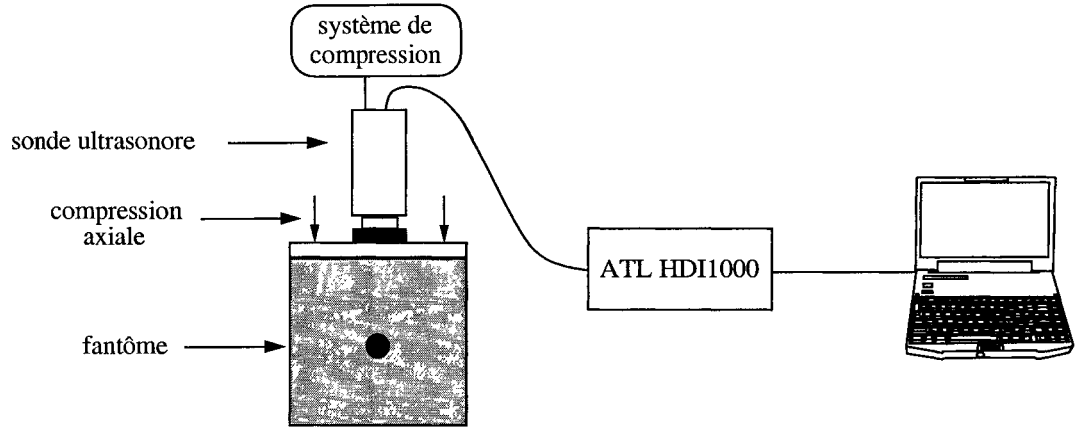 système de
compression
sonde ultrasonore
compression
axiale
ATL HDI1000
fantôme